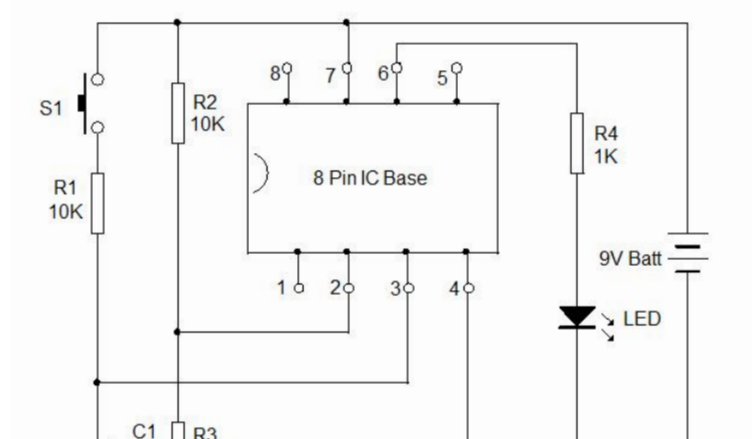 8
7
6
5
S1
R2
10K
R4
1K
8 Pin IC Base
R1
10K
9V Batt
1
2
3
4
LED
C1
R3